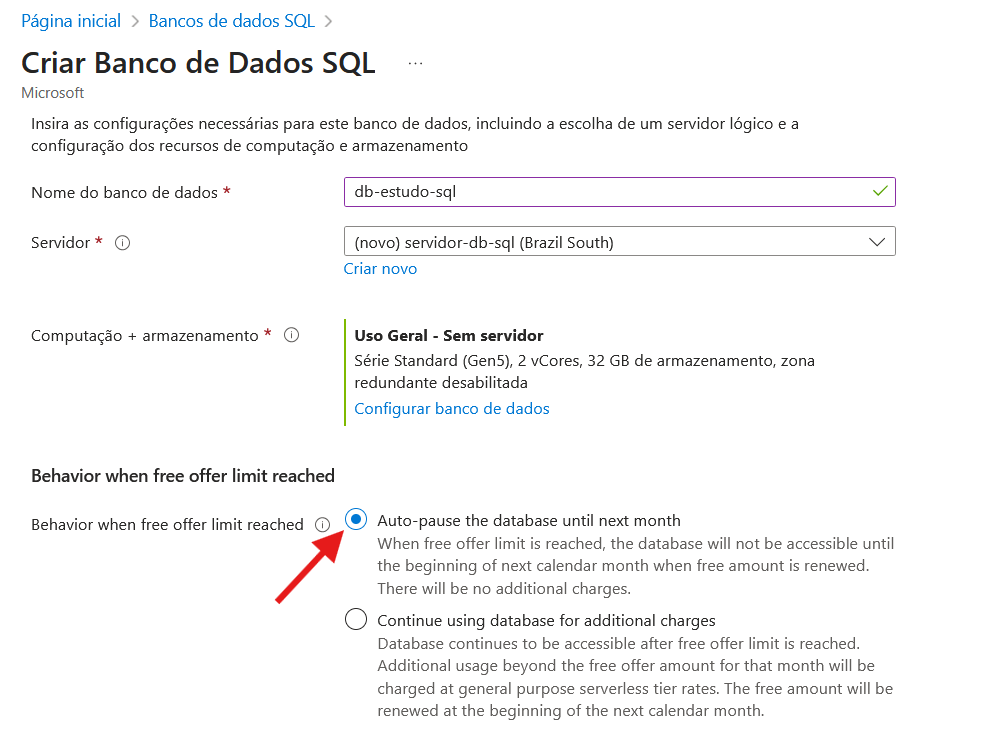 Página inicial > Bancos de dados SQL >
Criar Banco de Dados SQL ...
Microsoft
Insira as configurações necessárias para este banco de dados, incluindo a escolha de um servidor lógico e a
configuração dos recursos de computação e armazenamento
Nome do banco de dados *
db-estudo-sql
Servidor *
(novo) servidor-db-sql (Brazil South)
Criar novo
Computação + armazenamento *
Uso Geral - Sem servidor
Série Standard (Gen5), 2 vCores, 32 GB de armazenamento, zona
redundante desabilitada
Configurar banco de dados
Behavior when free offer limit reached
Behavior when free offer limit reached
Auto-pause the database until next month
When free offer limit is reached, the database will not be accessible until
the beginning of next calendar month when free amount is renewed.
There will be no additional charges.
Continue using database for additional charges
Database continues to be accessible after free offer limit is reached.
Additional usage beyond the free offer amount for that month will be
charged at general purpose serverless tier rates. The free amount will be
renewed at the beginning of the next calendar month.